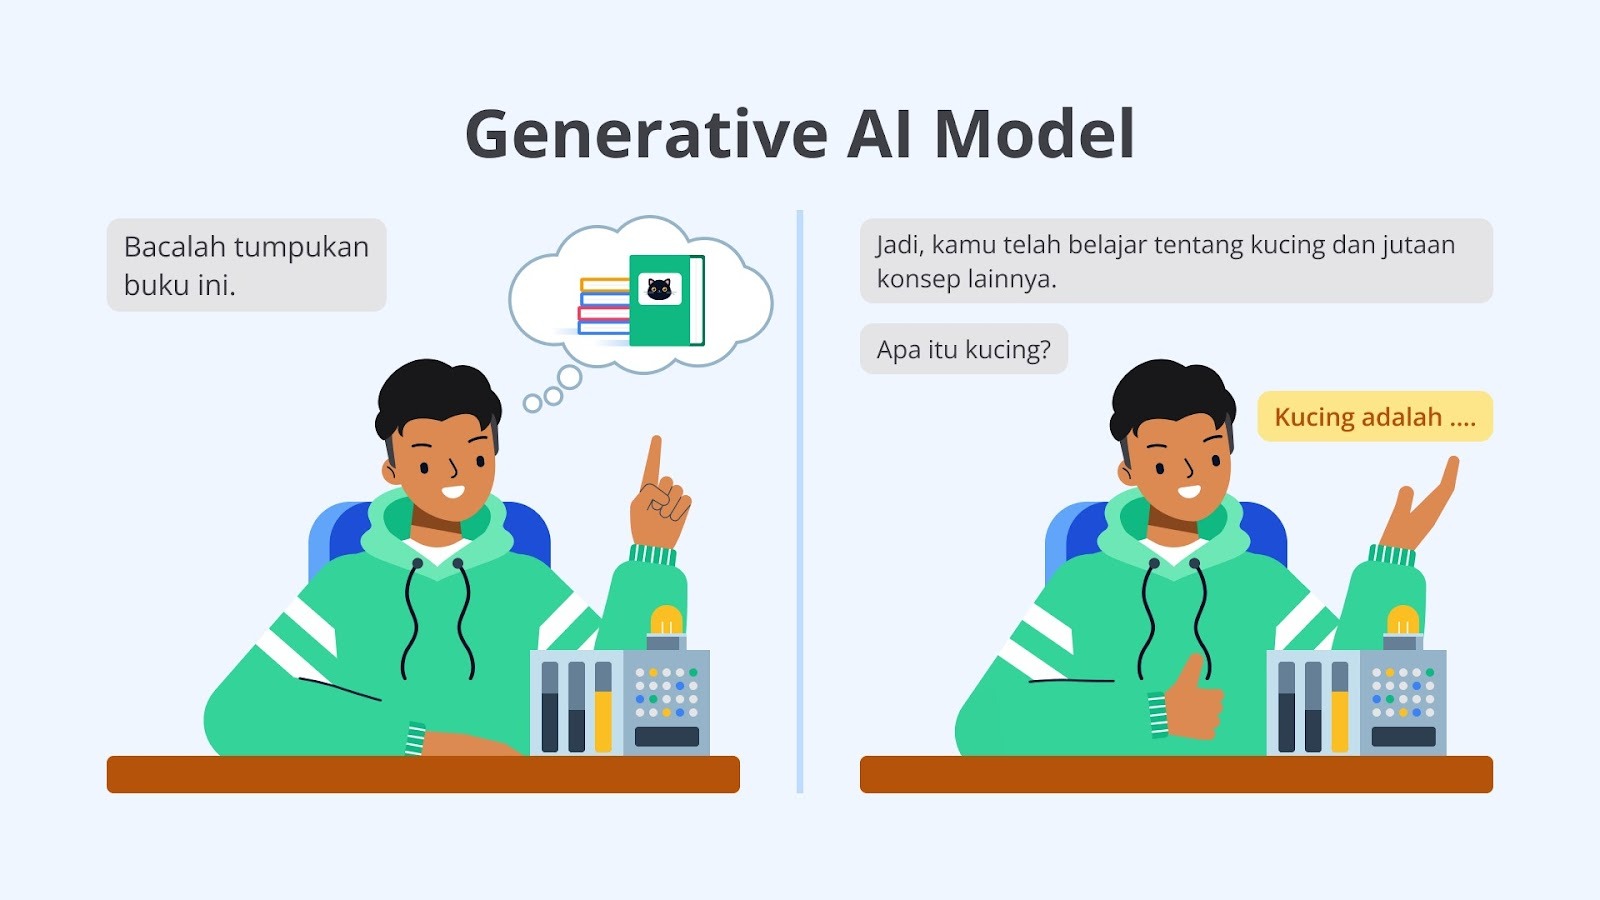 Generative AI Model
Bacalah tumpukan
buku ini.
Jadi, kamu telah belajar tentang kucing dan jutaan
konsep lainnya.
Apa itu kucing?
Kucing adalah ....